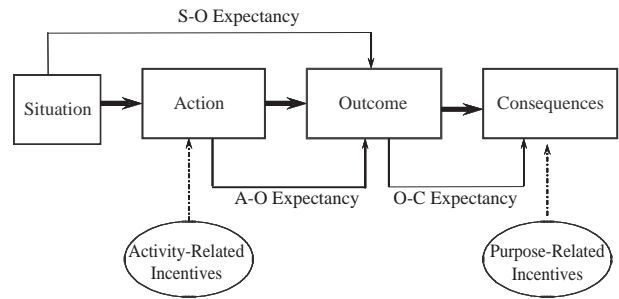 S-O Expectancy
Situation
Action
Outcome
Consequences
A-O Expectancy
O-C Expectancy
Activity-Related
Incentives
Purpose-Related
Incentives